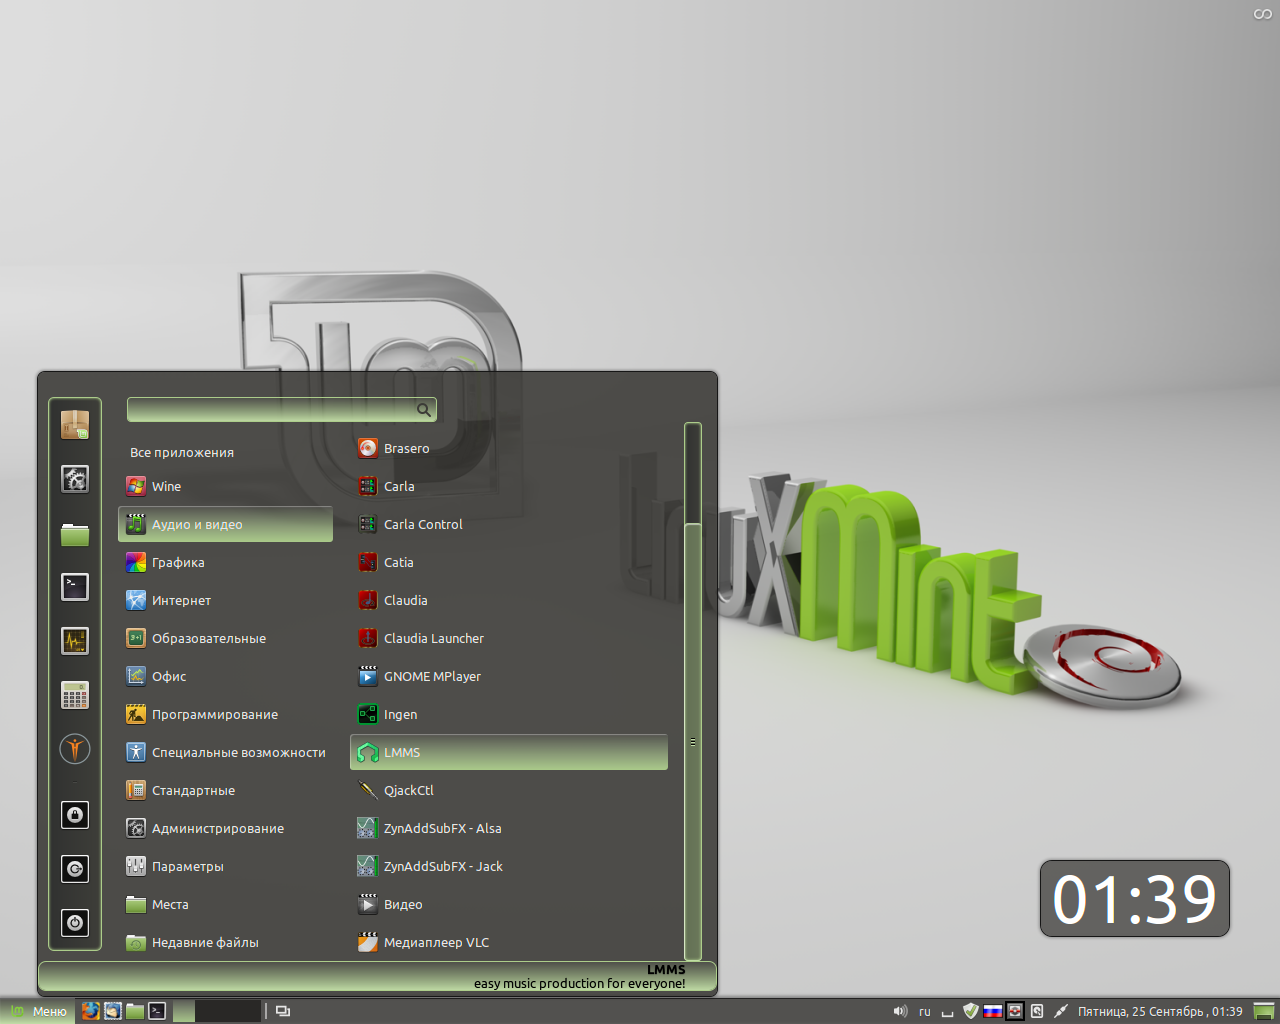 Linux Mint
Все приложения
Wine
Аудио и видео
Графика
Интернет
Образовательные
Офис
Программирование
Специальные возможности
Стандартные
Администрирование
Параметры
Места
Недавние файлы
Brasero
Carla
Carla Control
Catia
Claudia
Claudia Launcher
GNOME MPlayer
Ingen
LMMS
QjackCtl
ZynAddSubFX - Alsa
ZynAddSubFX - Jack
Видео
Медиаплеер VLC
LMMS
easy music production for everyone!
01:39
Меню
ru
Пятница, 25 Сентябрь , 01:39